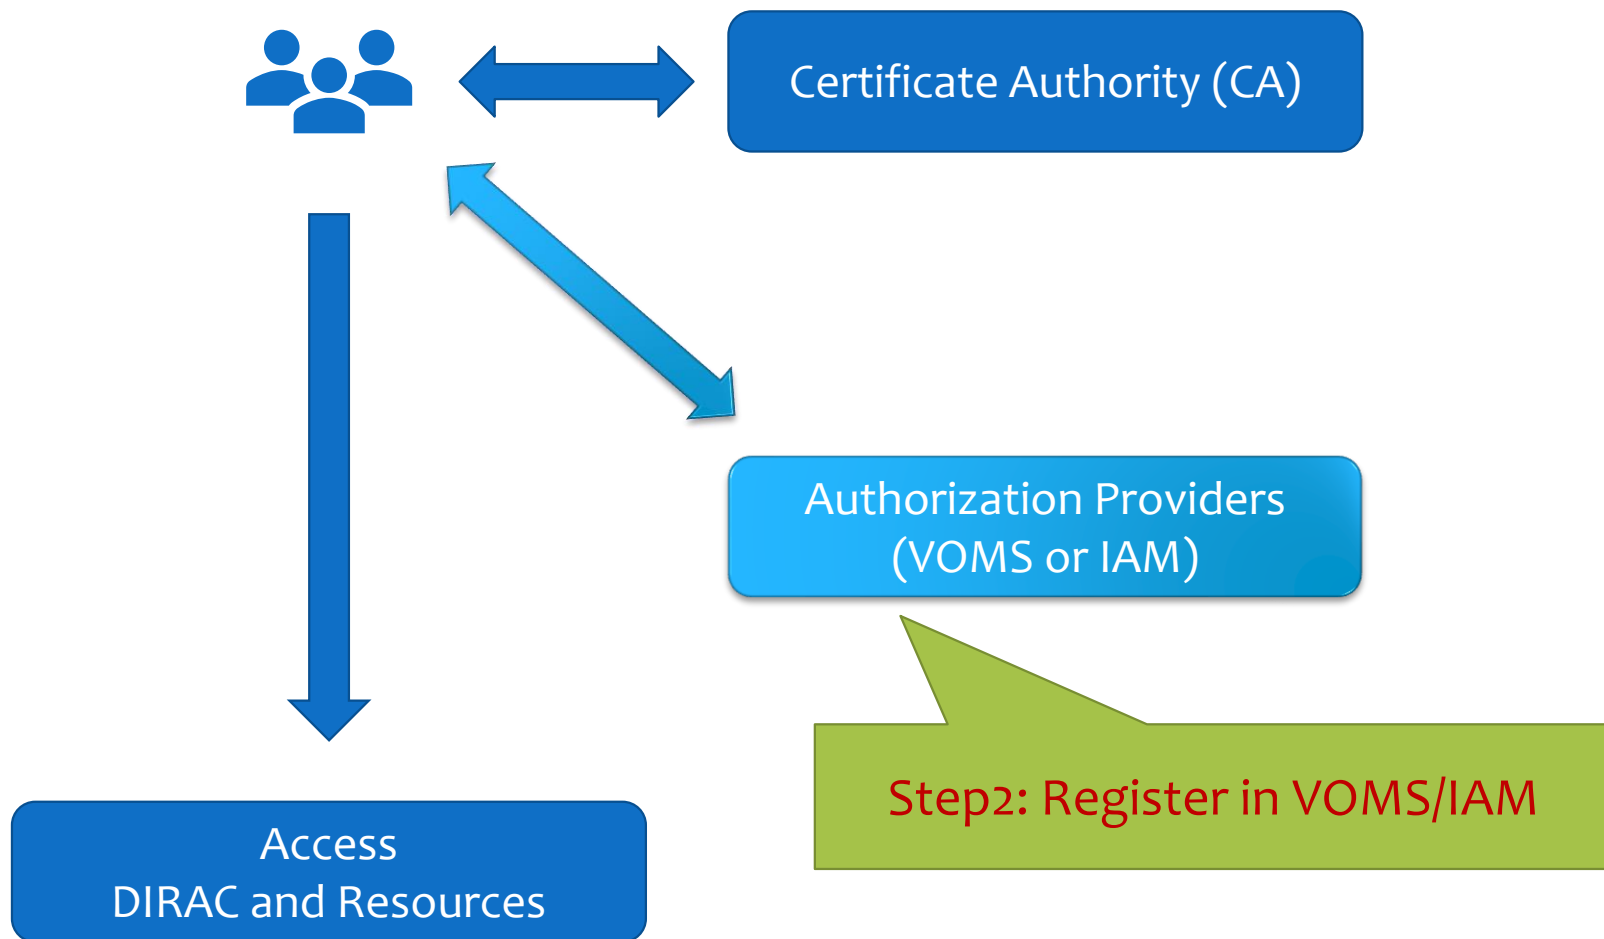 Certificate Authority (CA)
Authorization Providers
(VOMS or IAM)
Step2: Register in VOMS/IAM
Access
DIRAC and Resources